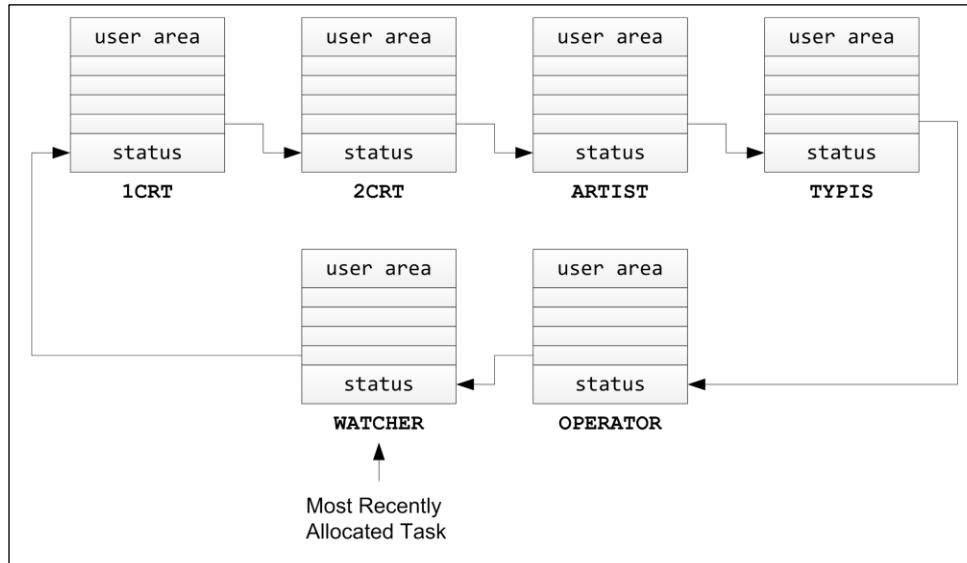 user area
user area
user area
user area
status
status
status
status
1CRT
2CRT
ARTIST
TYPIS
user area
user area
status
status
WATCHER
OPERATOR
Most Recently
Allocated Task